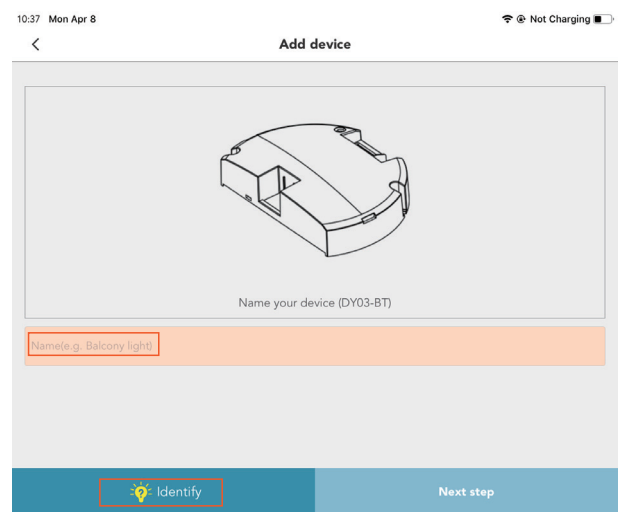 10:37 Mon Apr 8
Not Charging
Add device
Name your device (DY03-BT)
Name(e.g. Balcony light)
Identify
Next step